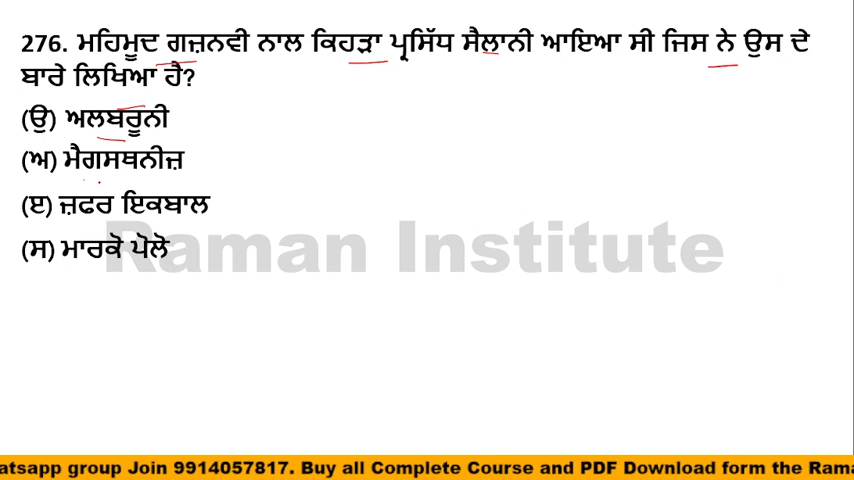 276. ਮਹਿਮੂਦ ਗਜ਼ਨਵੀ ਨਾਲ ਕਿਹੜਾ ਪ੍ਰਸਿੱਧ ਸੈਲਾਨੀ ਆਇਆ ਸੀ ਜਿਸ ਨੇ ਉਸ ਦੇ
ਬਾਰੇ ਲਿਖਿਆ ਹੈ?
(ਉ) ਅਲਬਰੂਨੀ
(ਅ) ਮੈਗਸਥਨੀਜ਼
(ੲ) ਜ਼ਫਰ ਇਕਬਾਲ
(ਸ) ਮਾਰਕੋ ਪੋਲੋ
Raman Institute
atsapp group Join 9914057817. Buy all Complete Course and PDF Download form the Rama